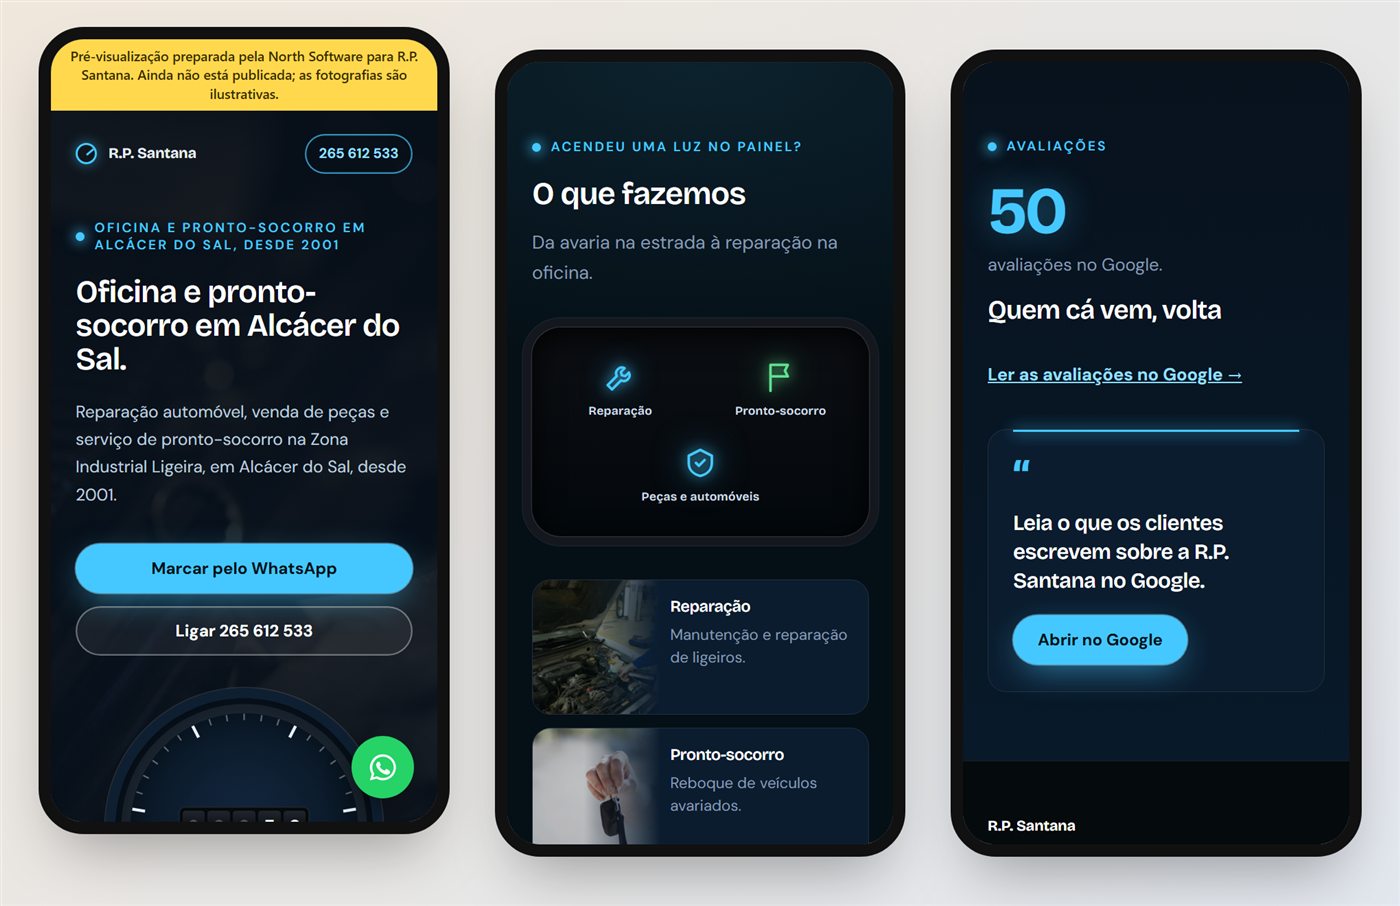 Pré-visualização preparada pela North Software para R.P.
Santana. Ainda não está publicada; as fotografias são
ilustrativas.
R.P. Santana
265 612 533
OFICINA E PRONTO-SOCORRO EM
ALCÁCER DO SAL, DESDE 2001
Oficina e pronto-
socorro em Alcácer do
Sal.
Reparação automóvel, venda de peças e
serviço de pronto-socorro na Zona
Industrial Ligeira, em Alcácer do Sal, desde
2001.
Marcar pelo WhatsApp
Ligar 265 612 533
ACENDEU UMA LUZ NO PAINEL?
O que fazemos
Da avaria na estrada à reparação na
oficina.
Reparação
Pronto-socorro
Peças e automóveis
Reparação
Manutenção e reparação
de ligeiros.
Pronto-socorro
Reboque de veículos
avariados.
AVALIAÇÕES
50
avaliações no Google.
Quem cá vem, volta
Ler as avaliações no Google →
“
Leia o que os clientes
escrevem sobre a R.P.
Santana no Google.
Abrir no Google
R.P. Santana